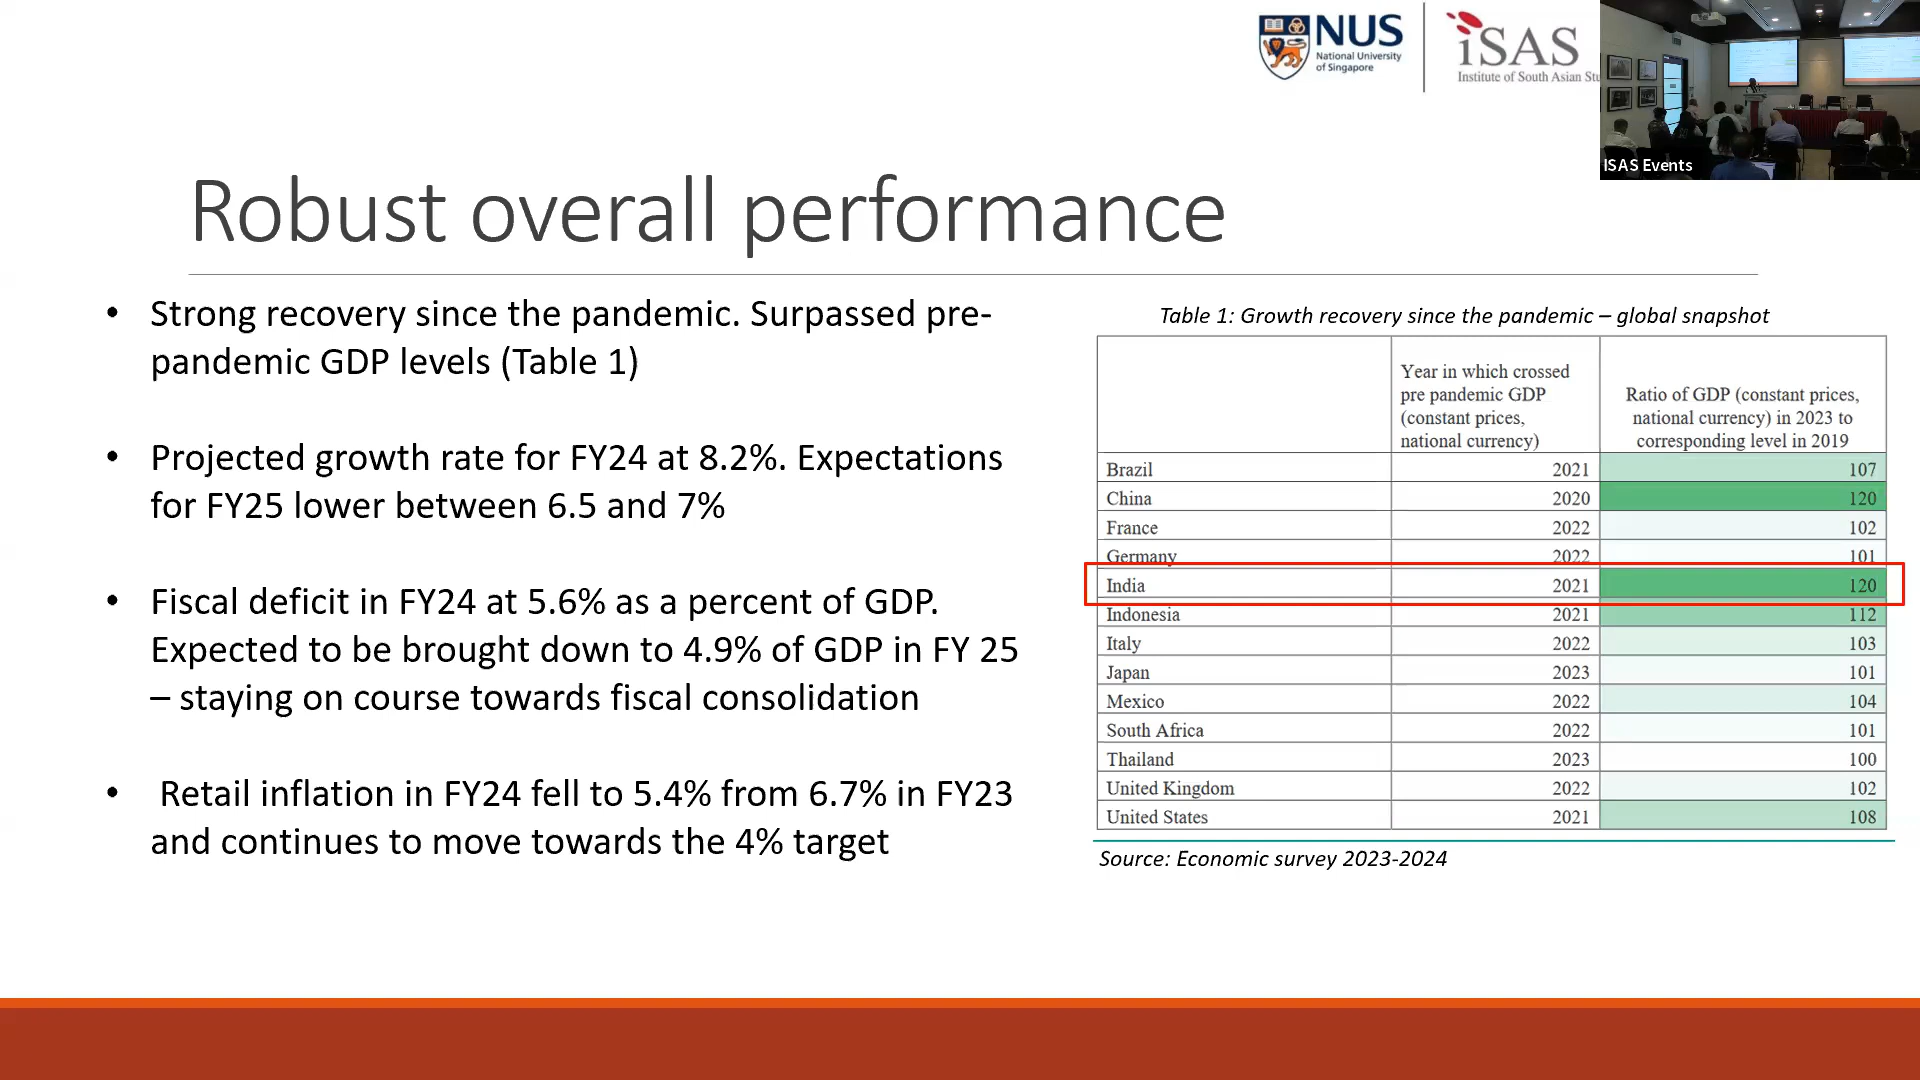 NUS
National University
of Singapore
iSAS
Institute of South Asian Stu
ISAS Events
Robust overall performance
• Strong recovery since the pandemic. Surpassed pre-
pandemic GDP levels (Table 1)
• Projected growth rate for FY24 at 8.2%. Expectations
for FY25 lower between 6.5 and 7%
• Fiscal deficit in FY24 at 5.6% as a percent of GDP.
Expected to be brought down to 4.9% of GDP in FY 25
– staying on course towards fiscal consolidation
• Retail inflation in FY24 fell to 5.4% from 6.7% in FY23
and continues to move towards the 4% target
Table 1: Growth recovery since the pandemic – global snapshot
Year in which crossed
pre pandemic GDP
(constant prices,
national currency)
Ratio of GDP (constant prices,
national currency) in 2023 to
corresponding level in 2019
Brazil 2021 107
China 2020 120
France 2022 102
Germany 2022 101
India 2021 120
Indonesia 2021 112
Italy 2022 103
Japan 2023 101
Mexico 2022 104
South Africa 2022 101
Thailand 2023 100
United Kingdom 2022 102
United States 2021 108
Source: Economic survey 2023-2024